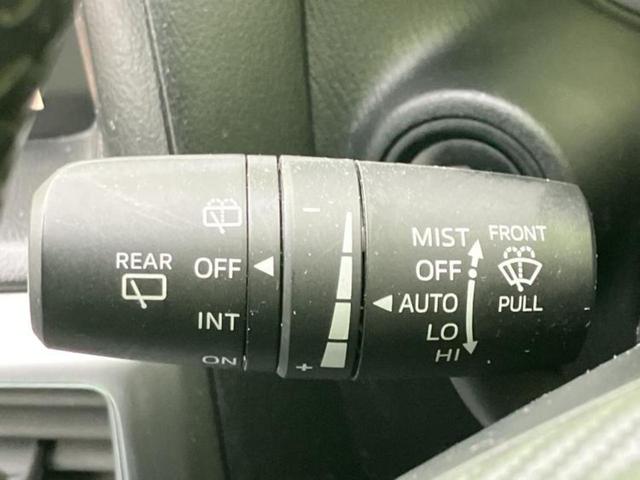 REAR
OFF
INT
ON
−
+
MIST
OFF
AUTO
LO
HI
FRONT
PULL